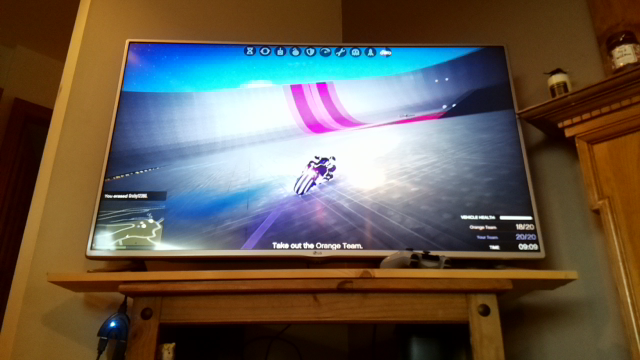 You erased
VEHICLE HEALTH
Orange Team 18/20
Your Team 20/20
TIME 09:09
Take out the Orange Team.
LG